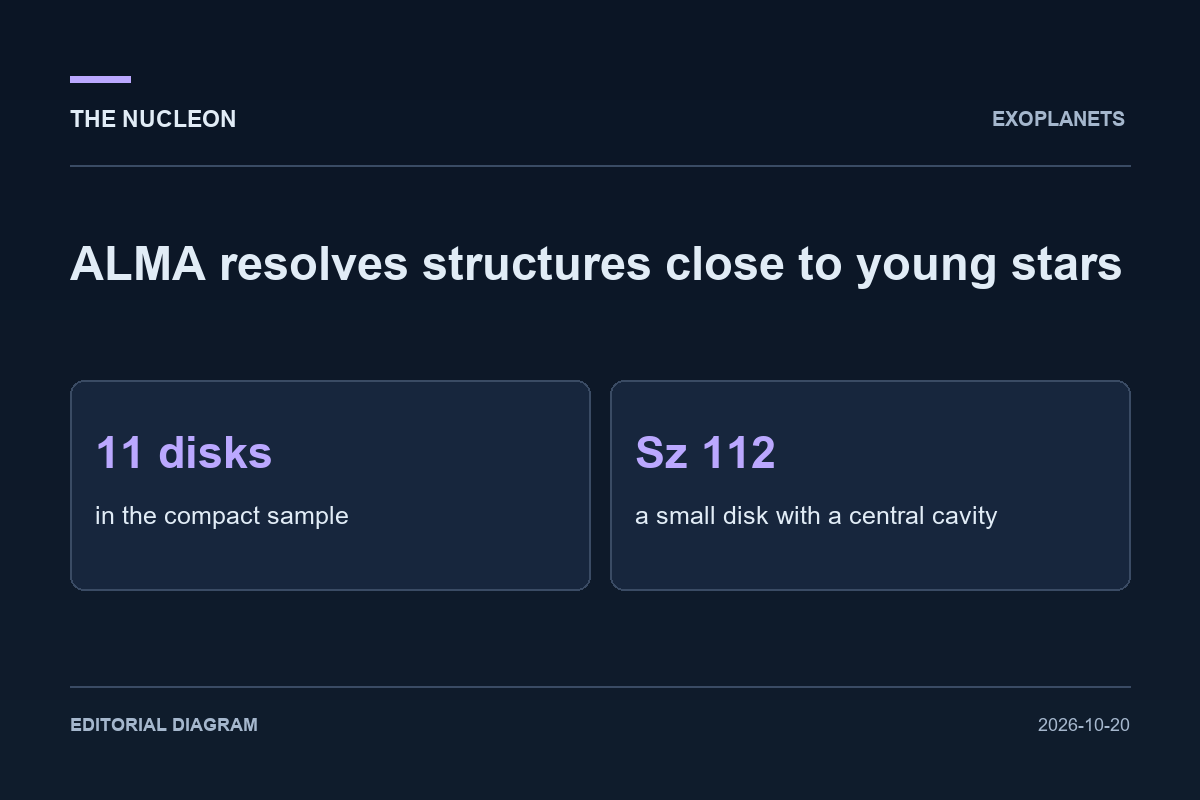 THE NUCLEON
EXOPLANETS
ALMA resolves structures close to young stars
11 disks
in the compact sample
Sz 112
a small disk with a central cavity
EDITORIAL DIAGRAM
2026-10-20